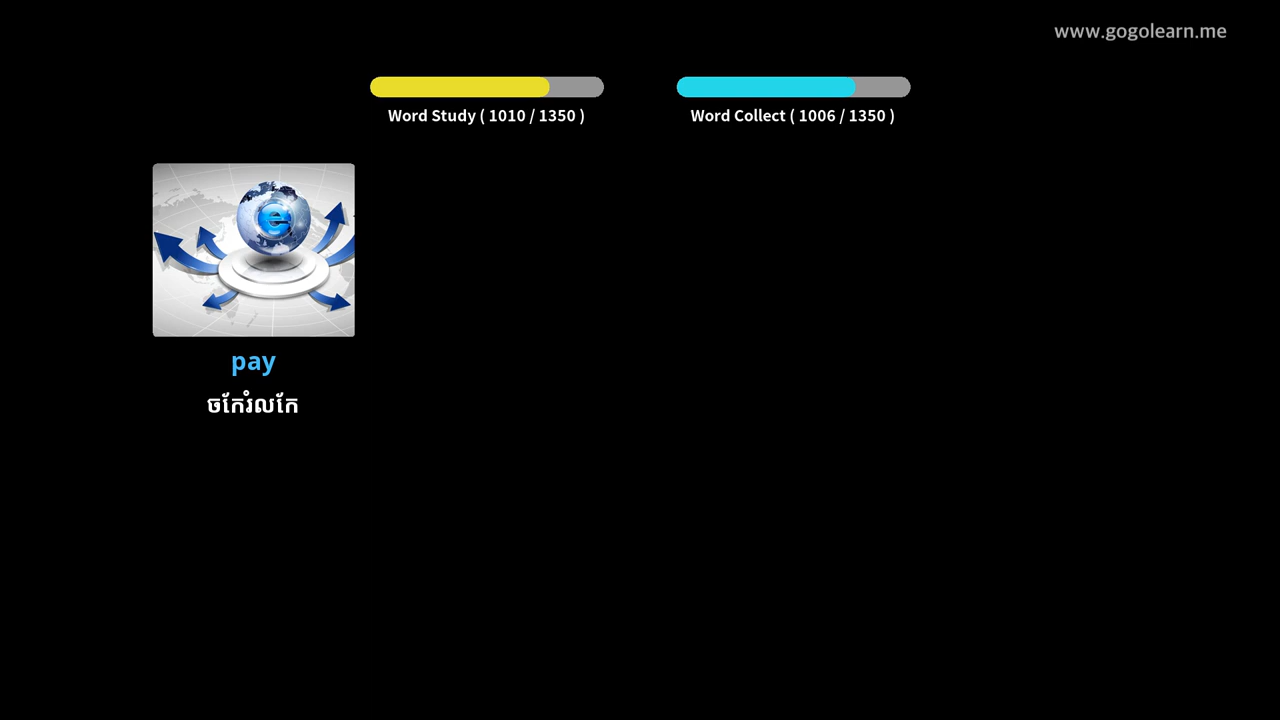 www.gogolearn.me
Word Study ( 1010 / 1350 )
Word Collect ( 1006 / 1350 )
e
pay
ចែករំលែក